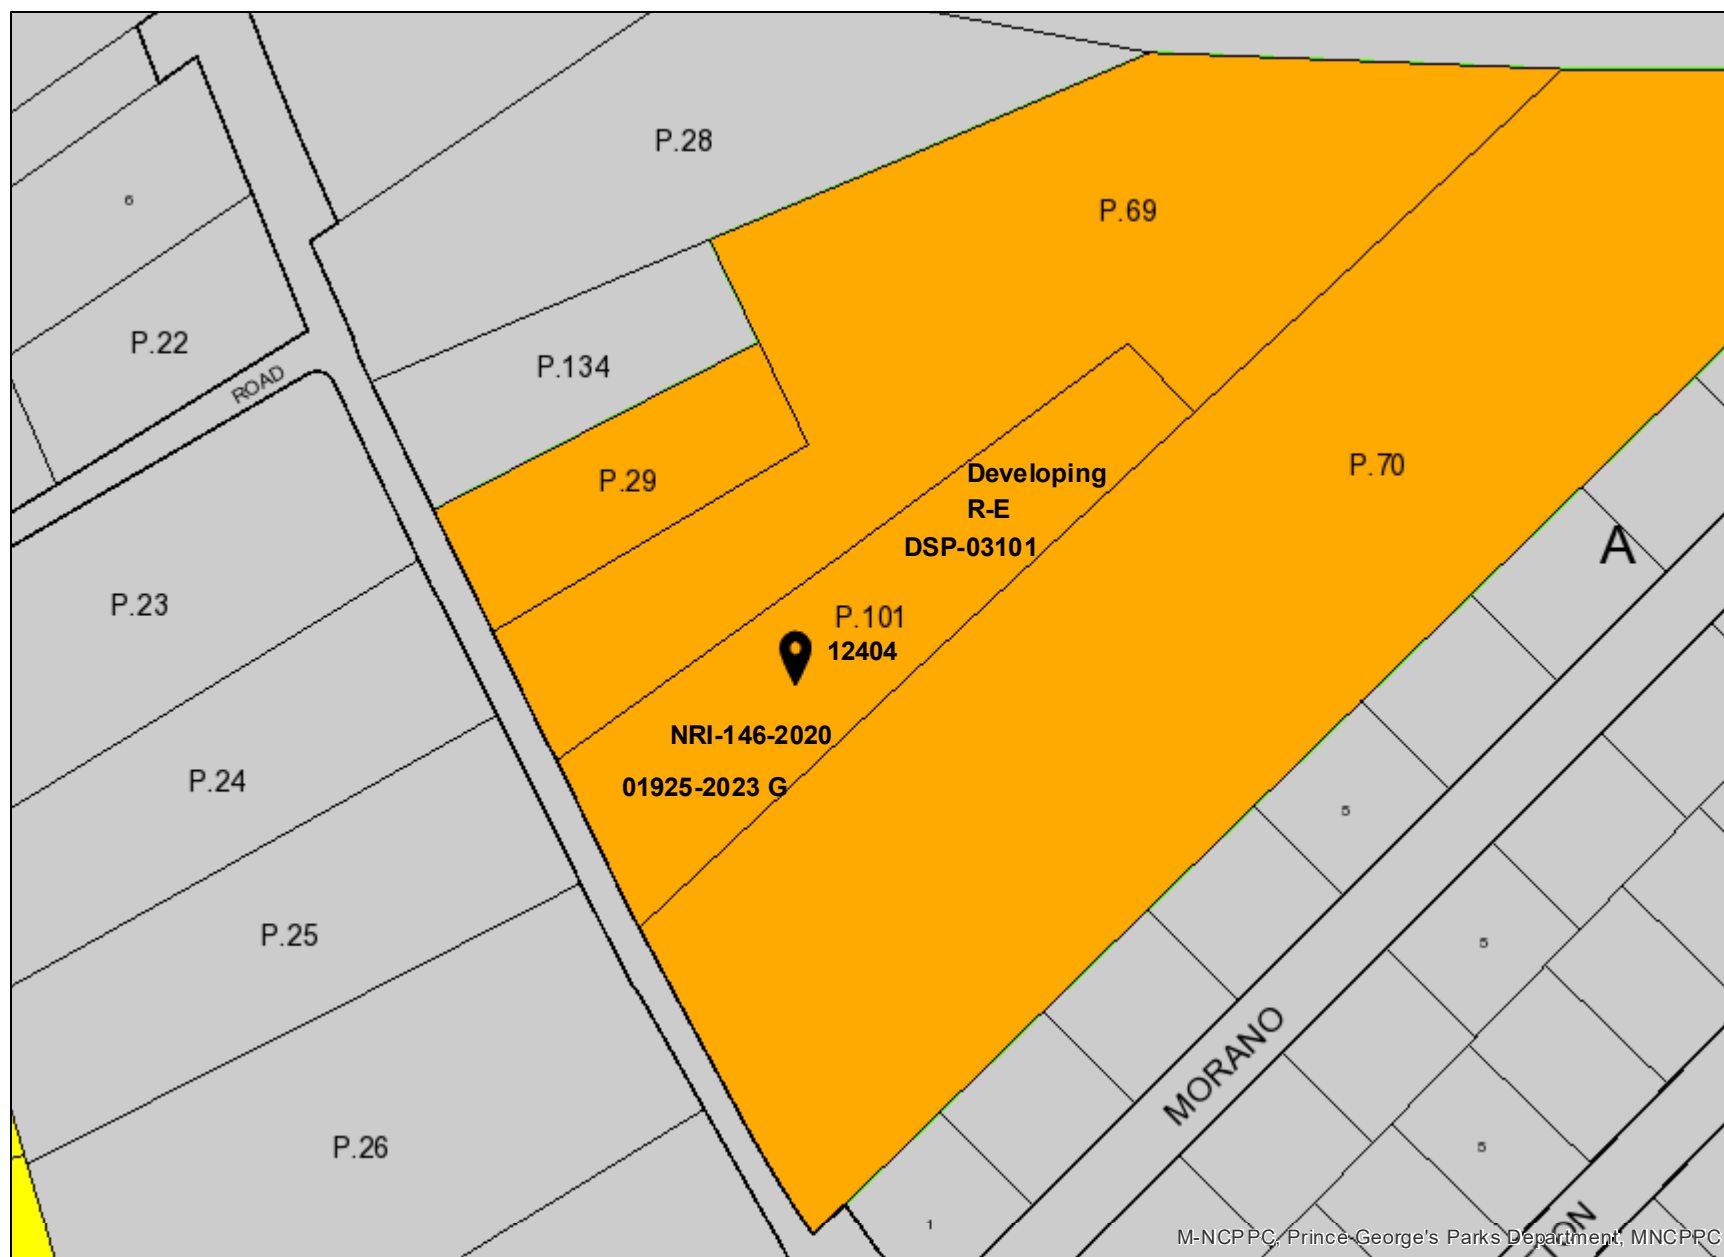 P.28
P.69
6
P.22
ROAD
P.134
P.29
P.70
Developing
R-E
DSP-03101
A
P.23
P.101
12404
NRI-146-2020
P.24
01925-2023 G
5
P.25
5
MORANO
P.26
5
1
ON
M-NCPPC, Prince George's Parks Department, MNCPPC